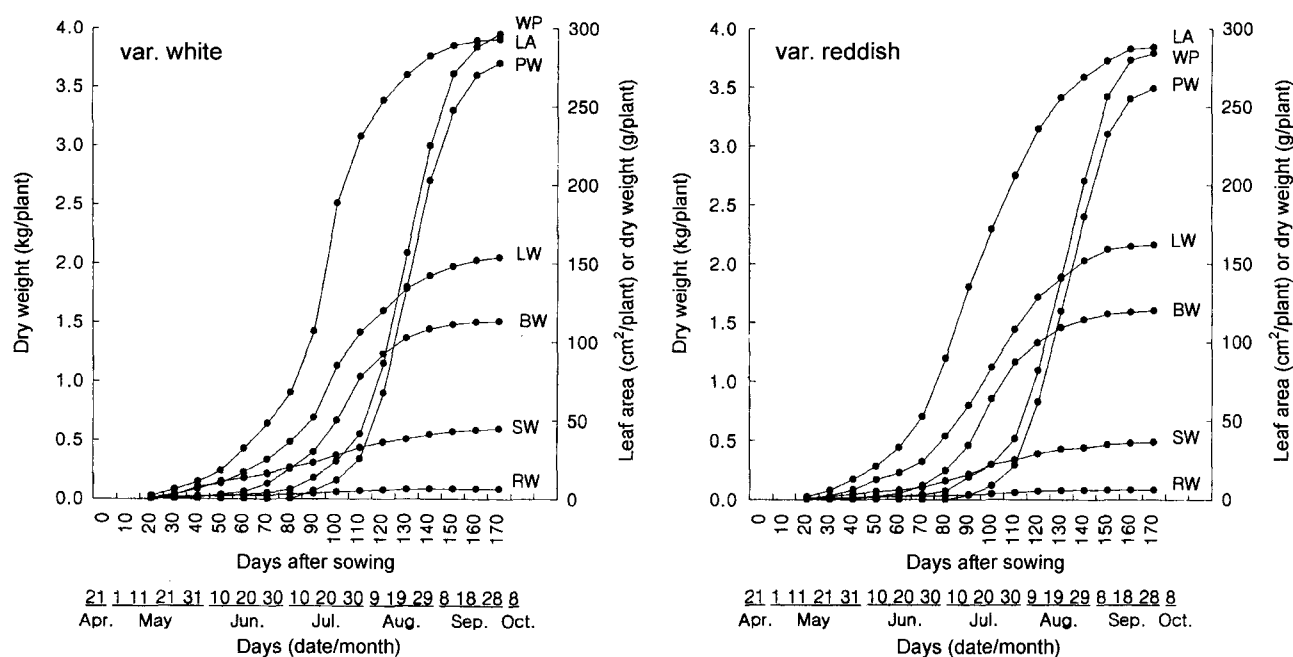 var. white
Dry weight (kg/plant)
4.0
3.5
3.0
2.5
2.0
1.5
1.0
0.5
0.0
300
250
200
150
100
50
0
Leaf area (cm²/plant) or dry weight (g/plant)
WP
LA
PW
LW
BW
SW
RW
0 10 20 30 40 50 60 70 80 90 100 110 120 130 140 150 160 170
Days after sowing
21 1 11 21 31 10 20 30 10 20 30 9 19 29 8 18 28 8
Apr. May Jun. Jul. Aug. Sep. Oct.
Days (date/month)
var. reddish
Dry weight (kg/plant)
4.0
3.5
3.0
2.5
2.0
1.5
1.0
0.5
0.0
300
250
200
150
100
50
0
Leaf area (cm²/plant) or dry weight (g/plant)
LA
WP
PW
LW
BW
SW
RW
0 10 20 30 40 50 60 70 80 90 100 110 120 130 140 150 160 170
Days after sowing
21 1 11 21 31 10 20 30 10 20 30 9 19 29 8 18 28 8
Apr. May Jun. Jul. Aug. Sep. Oct.
Days (date/month)